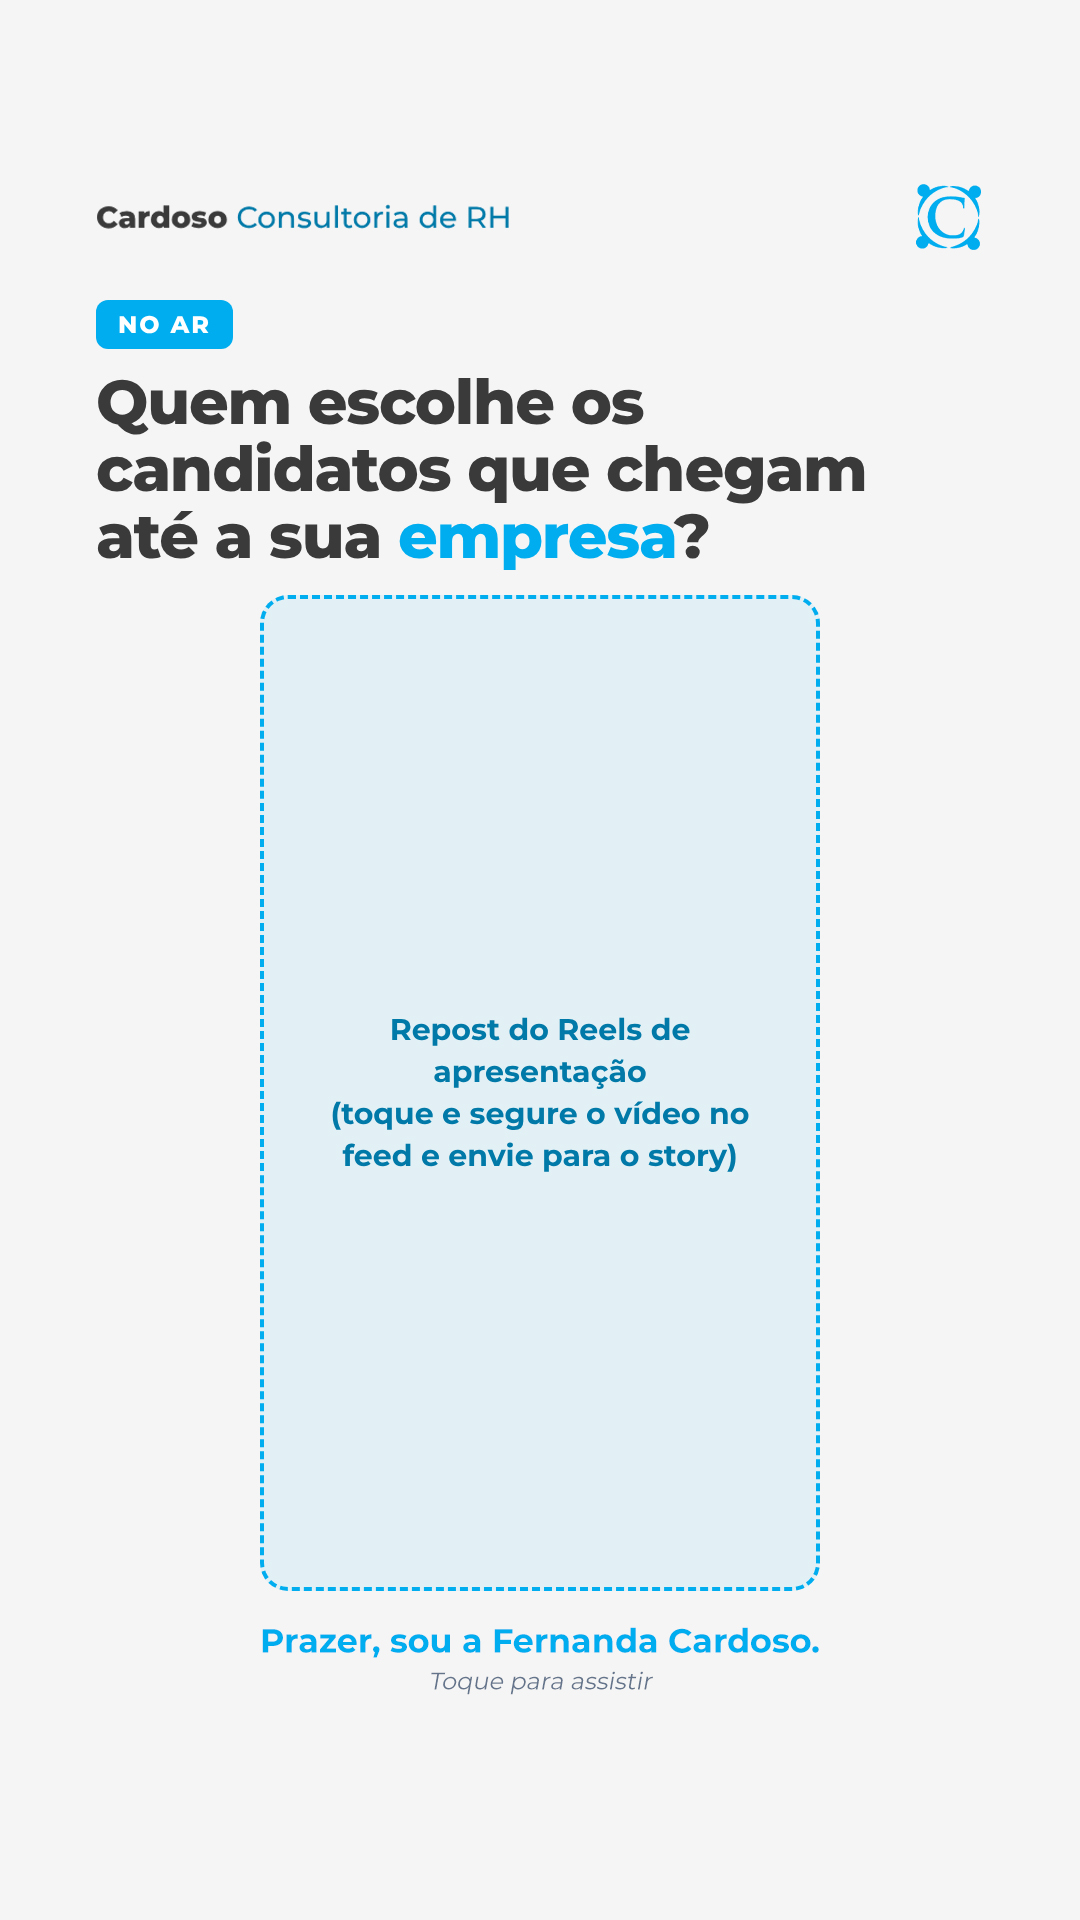 Cardoso Consultoria de RH
C
NO AR
Quem escolhe os
candidatos que chegam
até a sua empresa?
Repost do Reels de
apresentação
(toque e segure o vídeo no
feed e envie para o story)
Prazer, sou a Fernanda Cardoso.
Toque para assistir